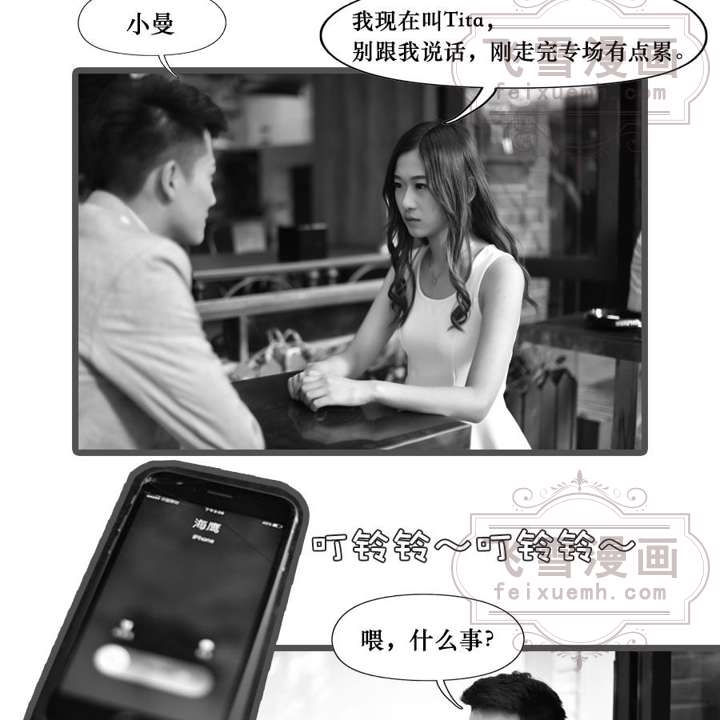 小曼
我现在叫Tita，
别跟我说话，刚走完专场有点累。
飞雪漫画
feixuemh.com
海鹰
iPhone
叮铃铃～叮铃铃～
飞雪漫画
feixuemh.com
喂，什么事?